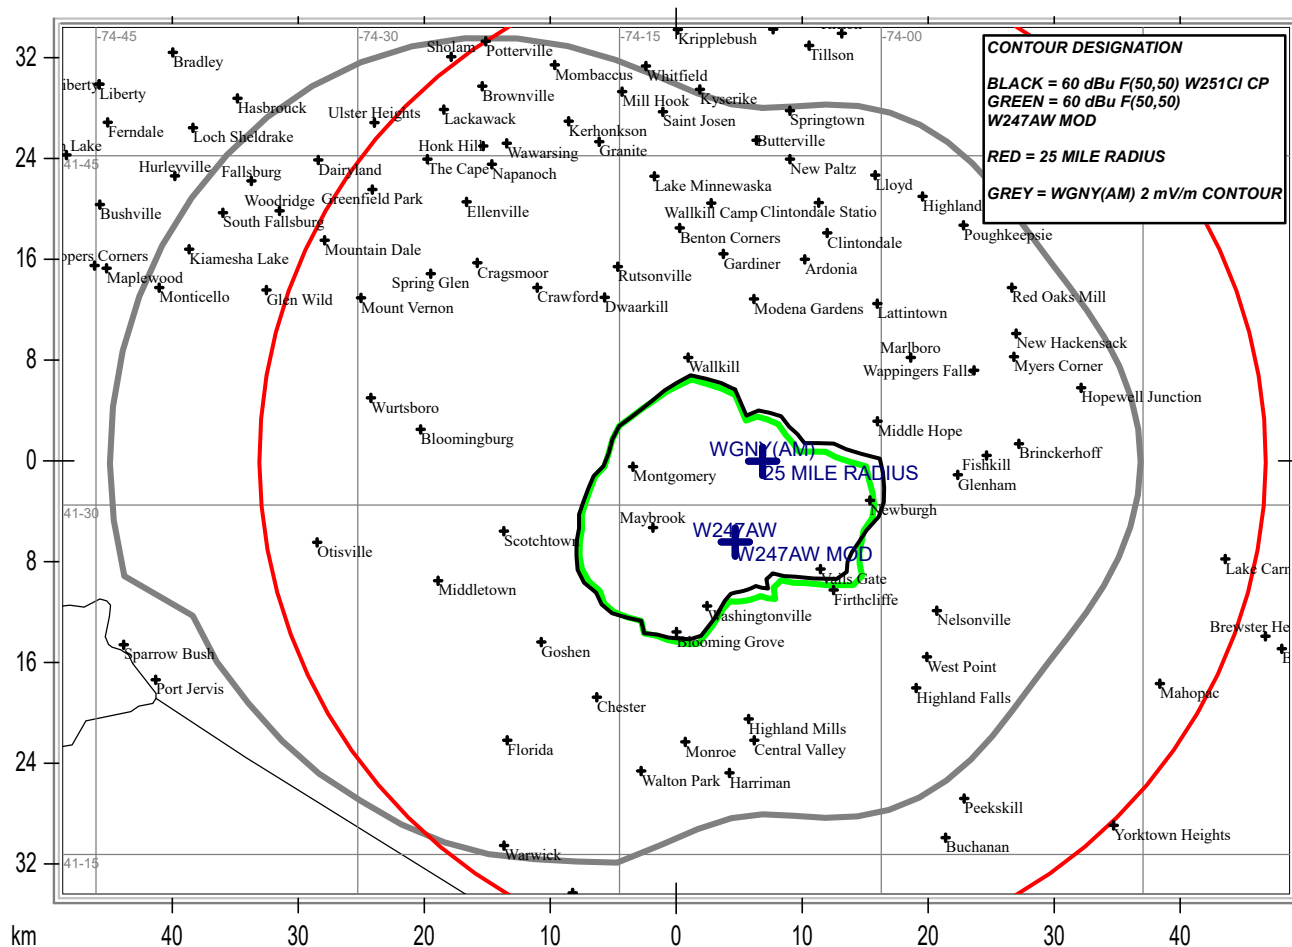 -74-45
-74-30
-74-15
-74-00
32
24
16
8
0
8
16
24
32
41-45
41-30
41-15
CONTOUR DESIGNATION
BLACK = 60 dBu F(50,50) W251CI CP
GREEN = 60 dBu F(50,50)
W247AW MOD
RED = 25 MILE RADIUS
GREY = WGNY(AM) 2 mV/m CONTOUR
Kripplebush
Tillson
Sholam
Potterville
Bradley
Mombaccus
Whitfield
iberty
Liberty
Hasbrouck
Brownville
Mill Hook
Kyserike
Ulster Heights
Lackawack
Saint Josen
Springtown
Ferndale
Loch Sheldrake
Kerhonkson
Honk Hill
Wawarsing
Granite
Butterville
n Lake
Hurleyville
Fallsburg
Dairyland
The Cape
Napanoch
New Paltz
Lake Minnewaska
Lloyd
Woodridge
Greenfield Park
Highland
Bushville
South Fallsburg
Ellenville
Wallkill Camp
Clintondale Statio
Poughkeepsie
Benton Corners
Clintondale
Mountain Dale
opers Corners
Kiamesha Lake
Gardiner
Ardonia
Maplewood
Spring Glen
Cragsmoor
Rutsonville
Monticello
Glen Wild
Mount Vernon
Crawford
Dwaarkill
Modena Gardens
Lattintown
Red Oaks Mill
New Hackensack
Marlboro
Wallkill
Wappingers Falls
Myers Corner
Hopewell Junction
Wurtsboro
Bloomingburg
Middle Hope
WGNY(AM)
25 MILE RADIUS
Brinckerhoff
Fishkill
Glenham
Montgomery
Newburgh
Maybrook
W247AW
W247AW MOD
Scotchtown
Otisville
Middletown
Valls Gate
Firthcliffe
Lake Carm
Washingtonville
Nelsonville
Blooming Grove
Goshen
Brewster He
Sparrow Bush
West Point
Port Jervis
Highland Falls
Mahopac
Chester
Highland Mills
Florida
Monroe
Central Valley
Walton Park
Harriman
Peekskill
Yorktown Heights
Buchanan
Warwick
km
40
30
20
10
0
10
20
30
40